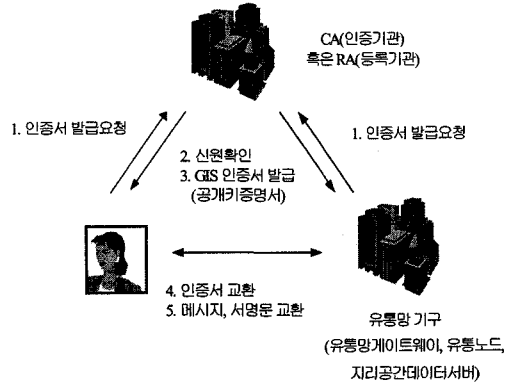 CA(인증기관)
혹은 RA(등록기관)
1. 인증서 발급요청
1. 인증서 발급요청
2. 신원확인
3. GIS 인증서 발급
(공개키증명서)
4. 인증서 교환
5. 메시지, 서명문 교환
유통망 기구
(유통망게이트웨이, 유통노드,
지리공간데이터서버)